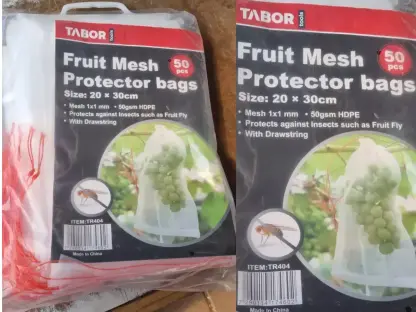 TABOR tools
Fruit Mesh
Protector bags
50
pcs
Size: 20 × 30cm
• Mesh 1x1 mm • 50gsm HDPE
• Protects against Insects such as Fruit Fly
• With Drawstring
ITEM:TR404
Made in China
TABOR tools
Fruit Mesh
Protector bags
50
pcs
Size: 20 × 30cm
• Mesh 1x1 mm • 50gsm HDPE
• Protects against Insects such as Fruit Fly
• With Drawstring
ITEM:TR404
Made in China